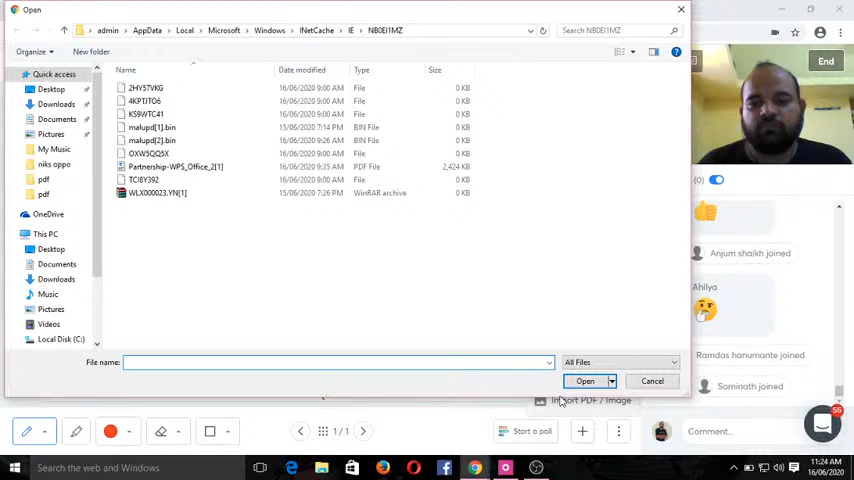 Open
admin > AppData > Local > Microsoft > Windows > INetCache > IE > NB0EI1MZ
Search NB0EI1MZ
Organize
New folder
Quick access
Desktop
Downloads
Documents
Pictures
My Music
niks oppo
pdf
pdf
OneDrive
This PC
Desktop
Documents
Downloads
Music
Pictures
Videos
Local Disk (C:)
Name Date modified Type Size
2HY57VKG 16/06/2020 9:00 AM File 0 KB
4KPTJTO6 16/06/2020 9:00 AM File 0 KB
KS9WTC41 16/06/2020 9:00 AM File 0 KB
malupd[1].bin 15/06/2020 7:14 PM BIN File 0 KB
malupd[2].bin 16/06/2020 9:26 AM BIN File 0 KB
OXW5QQ5X 16/06/2020 9:00 AM File 0 KB
Partnership-WPS_Office_2[1] 16/06/2020 9:35 AM PDF File 2,424 KB
TCI8Y392 16/06/2020 9:00 AM File 0 KB
WLX000023.YN[1] 15/06/2020 7:26 PM WinRAR archive 0 KB
File name:
All Files
Open
Cancel
End
(0)
Anjum shaikh joined
Ahilya
Ramdas hanumante joined
Sominath joined
Import PDF / Image
1 / 1
Start a poll
Comment...
55
Search the web and Windows
11:24 AM
16/06/2020